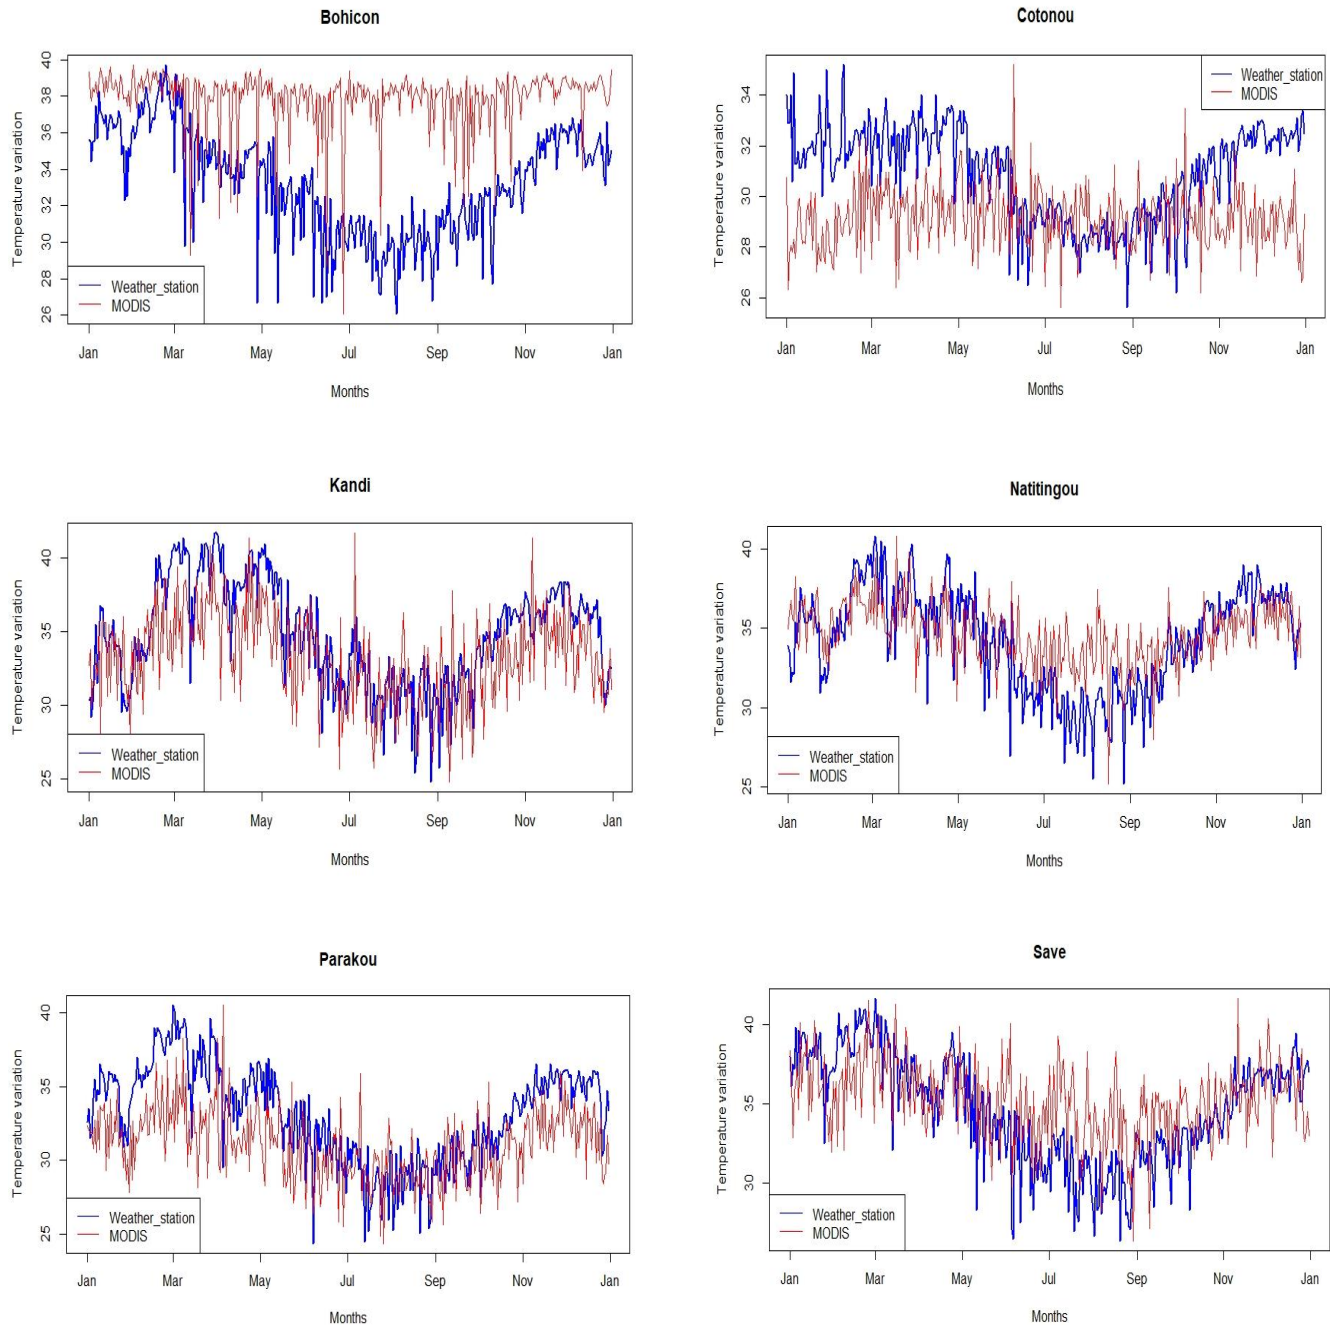 Bohicon
Temperature variation
40
38
36
34
32
30
28
26
Weather_station
MODIS
Jan Mar May Jul Sep Nov Jan
Months
Cotonou
Temperature variation
34
32
30
28
26
Weather_station
MODIS
Jan Mar May Jul Sep Nov Jan
Months
Kandi
Temperature variation
40
35
30
25
Weather_station
MODIS
Jan Mar May Jul Sep Nov Jan
Months
Natitingou
Temperature variation
40
35
30
25
Weather_station
MODIS
Jan Mar May Jul Sep Nov Jan
Months
Parakou
Temperature variation
40
35
30
25
Weather_station
MODIS
Jan Mar May Jul Sep Nov Jan
Months
Save
Temperature variation
40
35
30
Weather_station
MODIS
Jan Mar May Jul Sep Nov Jan
Months